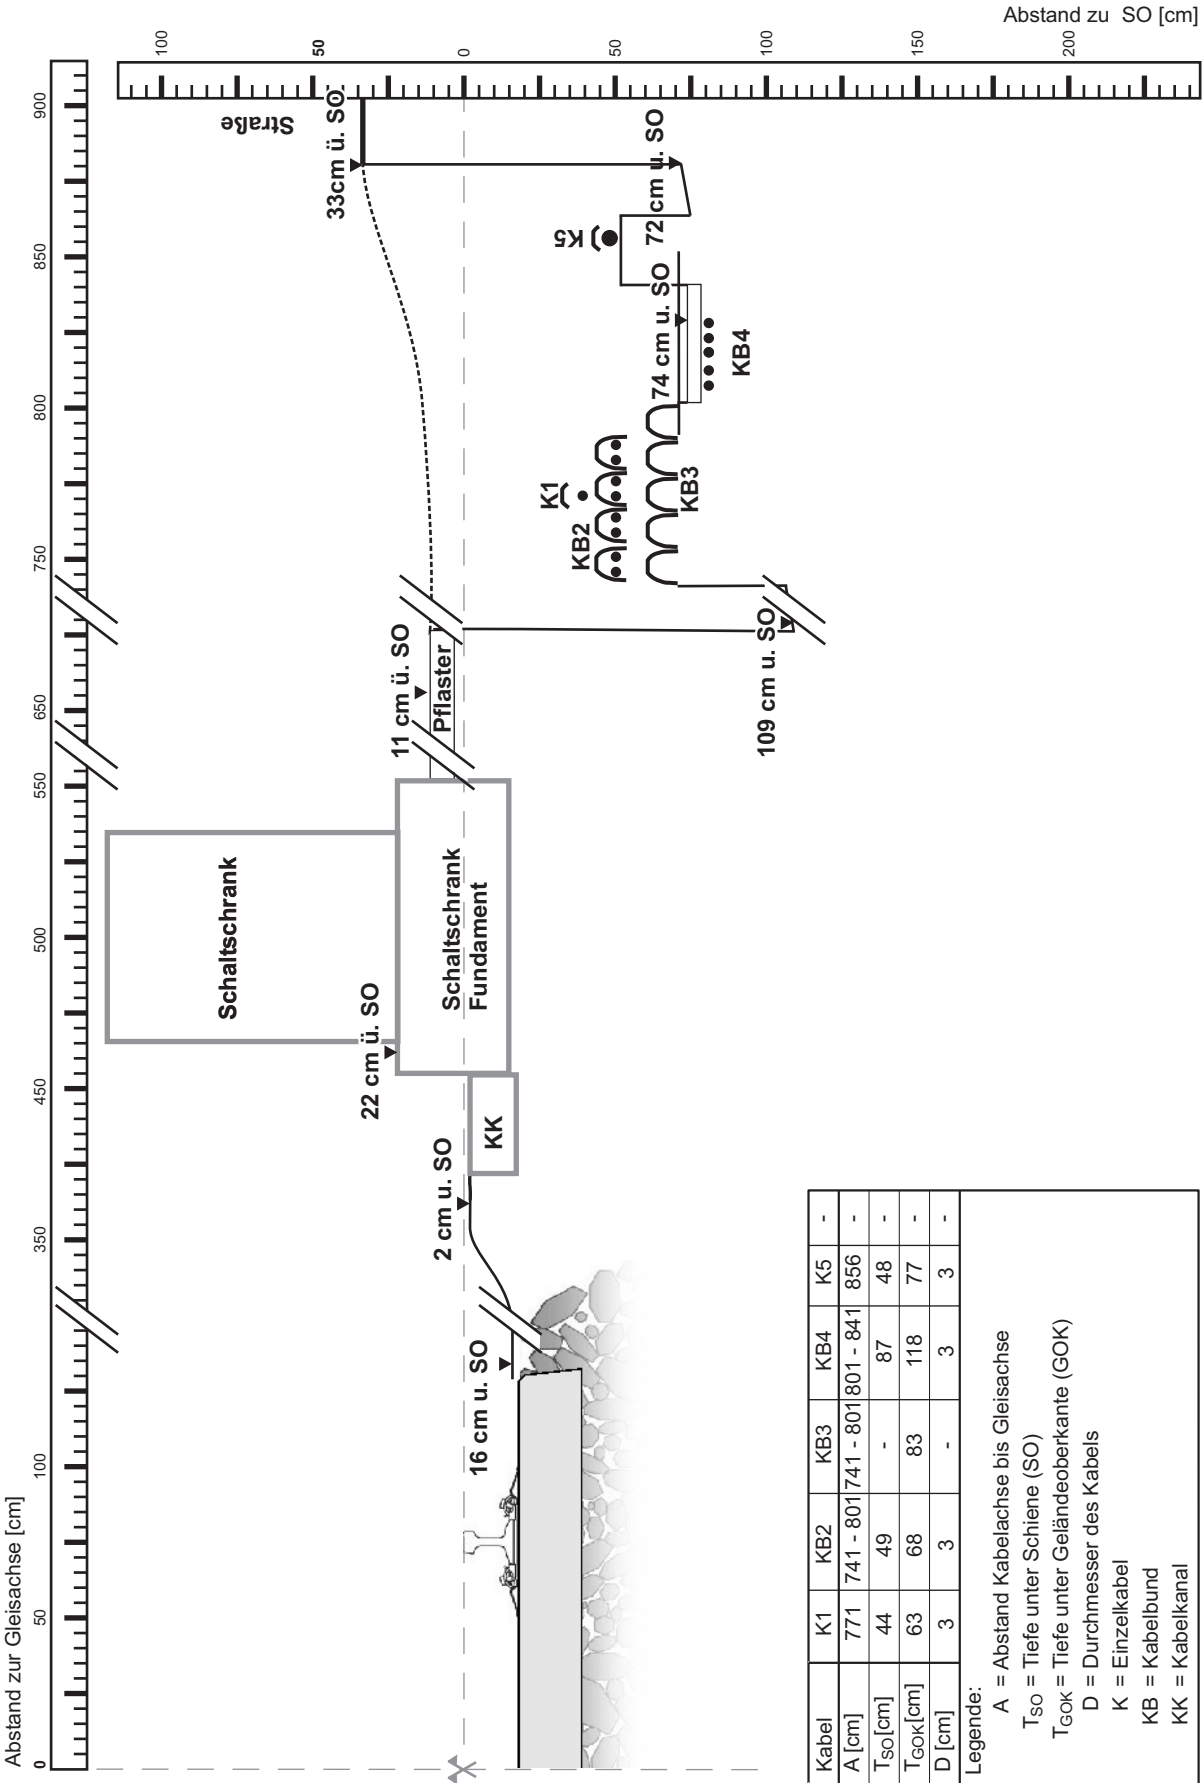 Abstand zur Gleisachse [cm]
0 50 100 350 450 500 550 650 750 800 850 900
Abstand zu SO [cm]
100
50
0
50
100
150
200
Schaltschrank
22 cm ü. SO
Schaltschrank
Fundament
KK
2 cm u. SO
16 cm u. SO
11 cm ü. SO
Pflaster
109 cm u. SO
33cm ü. SO
Straße
K1
KB2
KB3
74 cm u. SO
KB4
K5
72 cm u. SO
Kabel K1 KB2 KB3 KB4 K5 -
A [cm] 771 741 - 801 741 - 801 801 - 841 856 -
TSO[cm] 44 49 - 87 48 -
TGOK[cm] 63 68 83 118 77 -
D [cm] 3 3 - 3 3 -
Legende:
A = Abstand Kabelachse bis Gleisachse
TSO = Tiefe unter Schiene (SO)
TGOK = Tiefe unter Geländeoberkante (GOK)
D = Durchmesser des Kabels
K = Einzelkabel
KB = Kabelbund
KK = Kabelkanal